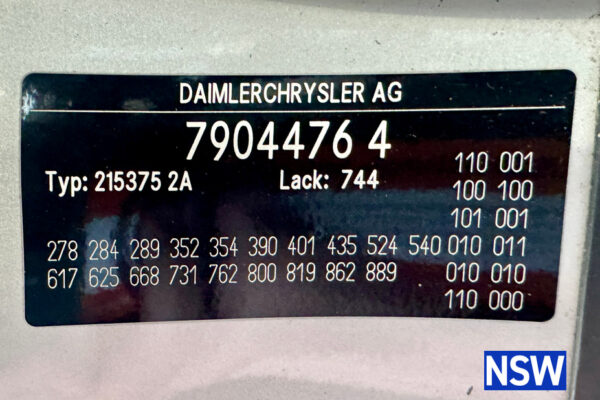 DAIMLERCHRYSLER AG
7904476 4
Typ: 215375 2A Lack: 744
110 001
100 100
101 001
278 284 289 352 354 390 401 435 524 540 010 011
617 625 668 731 762 800 819 862 889 010 010
110 000
NSW